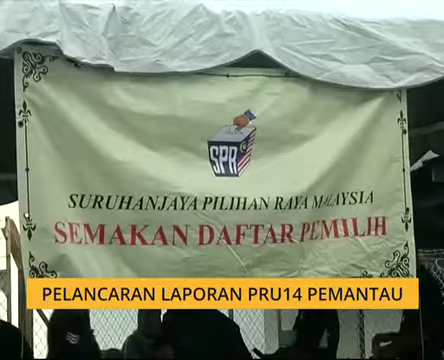 SPR
SURUHANJAYA PILIHAN RAYA MALAYSIA
SEMAKAN DAFTAR PEMILIH
PELANCARAN LAPORAN PRU14 PEMANTAU